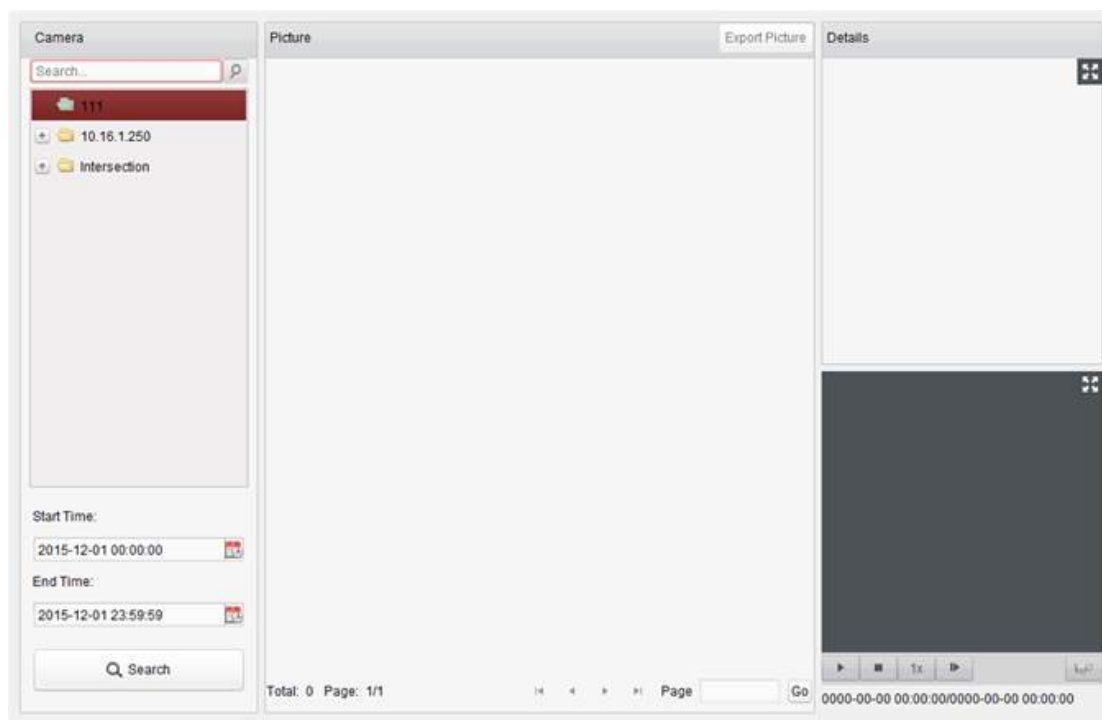 Camera
Search...
111
10.16.1.250
Intersection
Start Time:
2015-12-01 00:00:00
End Time:
2015-12-01 23:59:59
Search
Picture
Export Picture
Total: 0 Page: 1/1
Page
Go
Details
1x
0000-00-00 00:00:00/0000-00-00 00:00:00